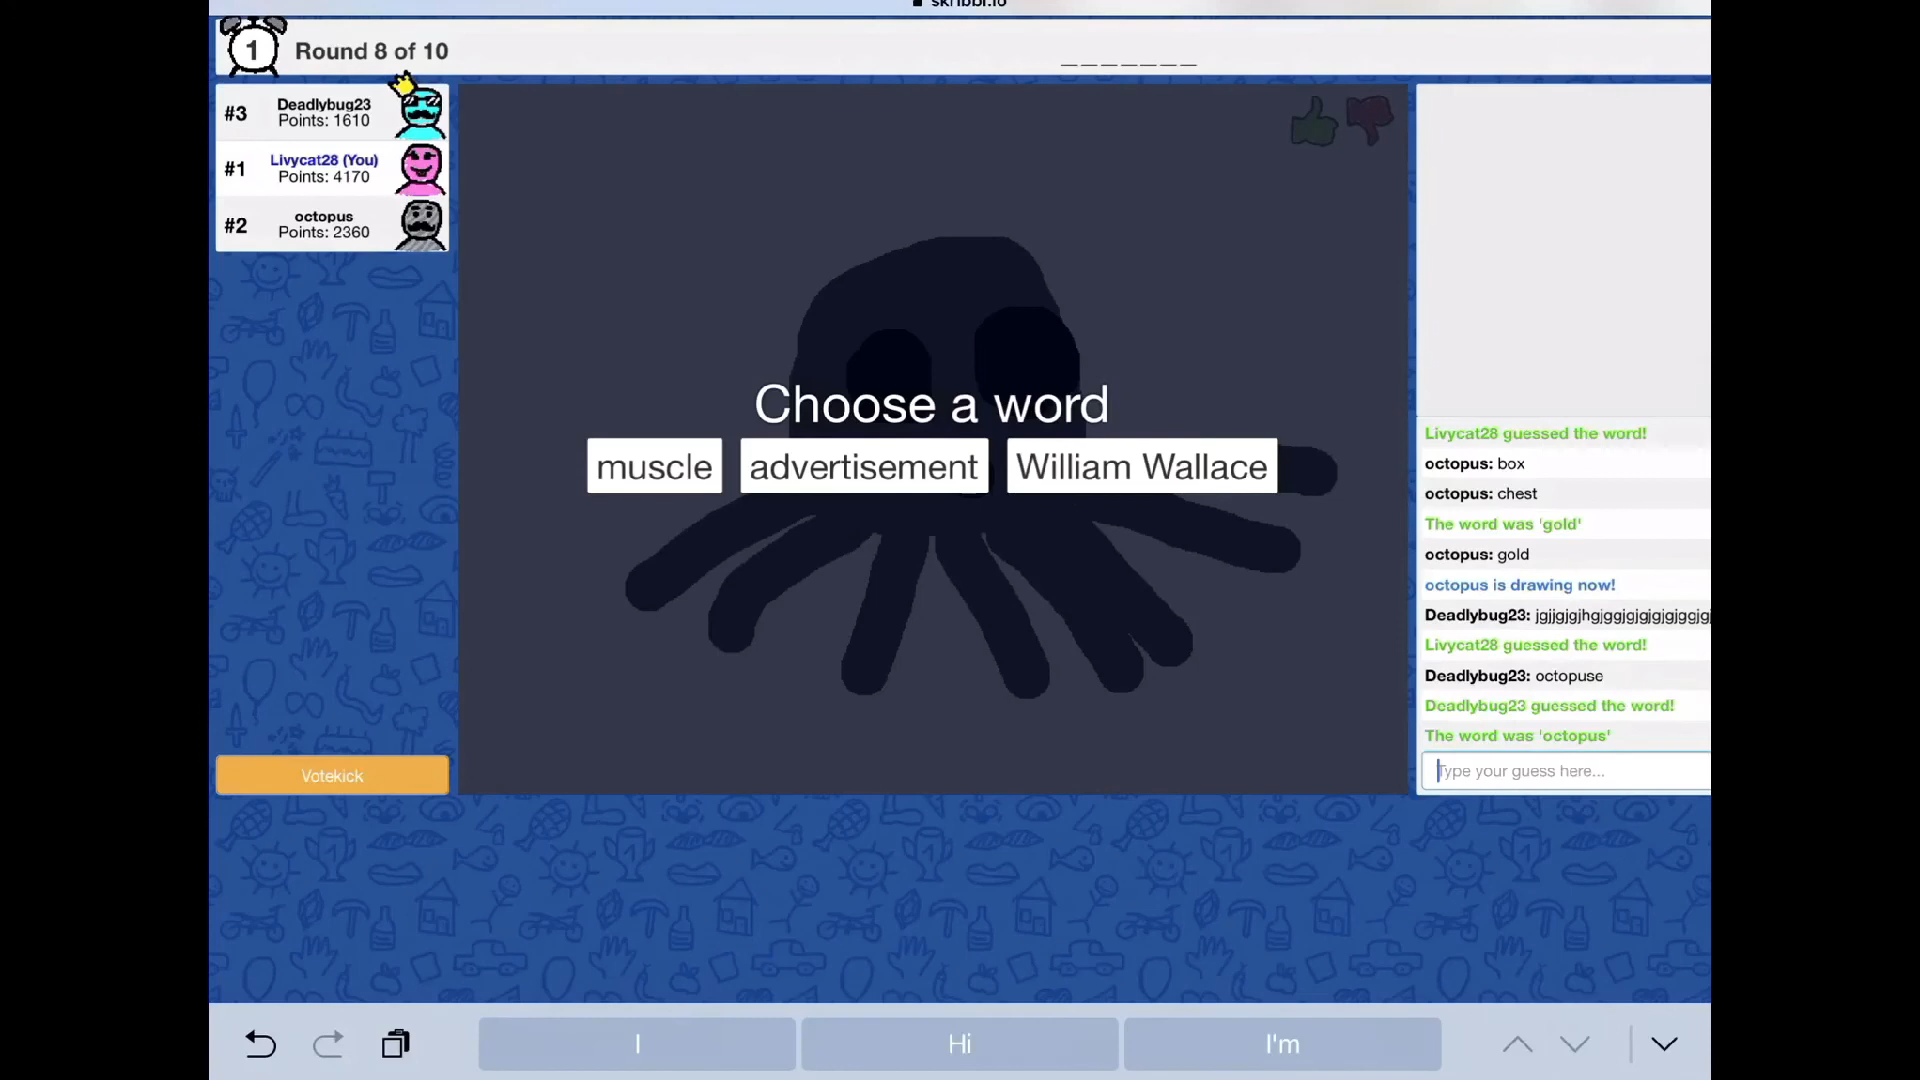 skribbl.io
1
Round 8 of 10
_ _ _ _ _ _ _
#3
Deadlybug23
Points: 1610
#1
Livycat28 (You)
Points: 4170
#2
octopus
Points: 2360
Choose a word
muscle
advertisement
William Wallace
Livycat28 guessed the word!
octopus: box
octopus: chest
The word was 'gold'
octopus: gold
octopus is drawing now!
Livycat28 guessed the word!
Deadlybug23: octopuse
Deadlybug23 guessed the word!
The word was 'octopus'
Type your guess here...
Votekick
I
Hi
I'm